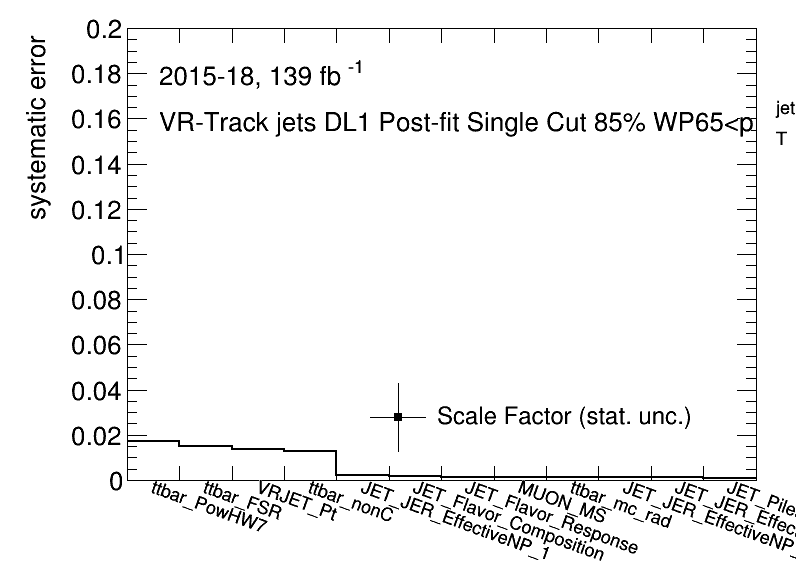 0.2
0.18
0.16
0.14
0.12
0.1
0.08
0.06
0.04
0.02
0
systematic error
2015-18, 139 fb -1
VR-Track jets DL1 Post-fit Single Cut 85% WP65<p
jet
T
Scale Factor (stat. unc.)
ttbar_PowHW7
ttbar_FSR
VRJET_Pt
ttbar_nonC
JET_JER_EffectiveNP_1
JET_Flavor_Composition
JET_Flavor_Response
MUON_MS
ttbar_mc_rad
JET_JER_EffectiveNP_
JET_JER_Effec
JET_Pile